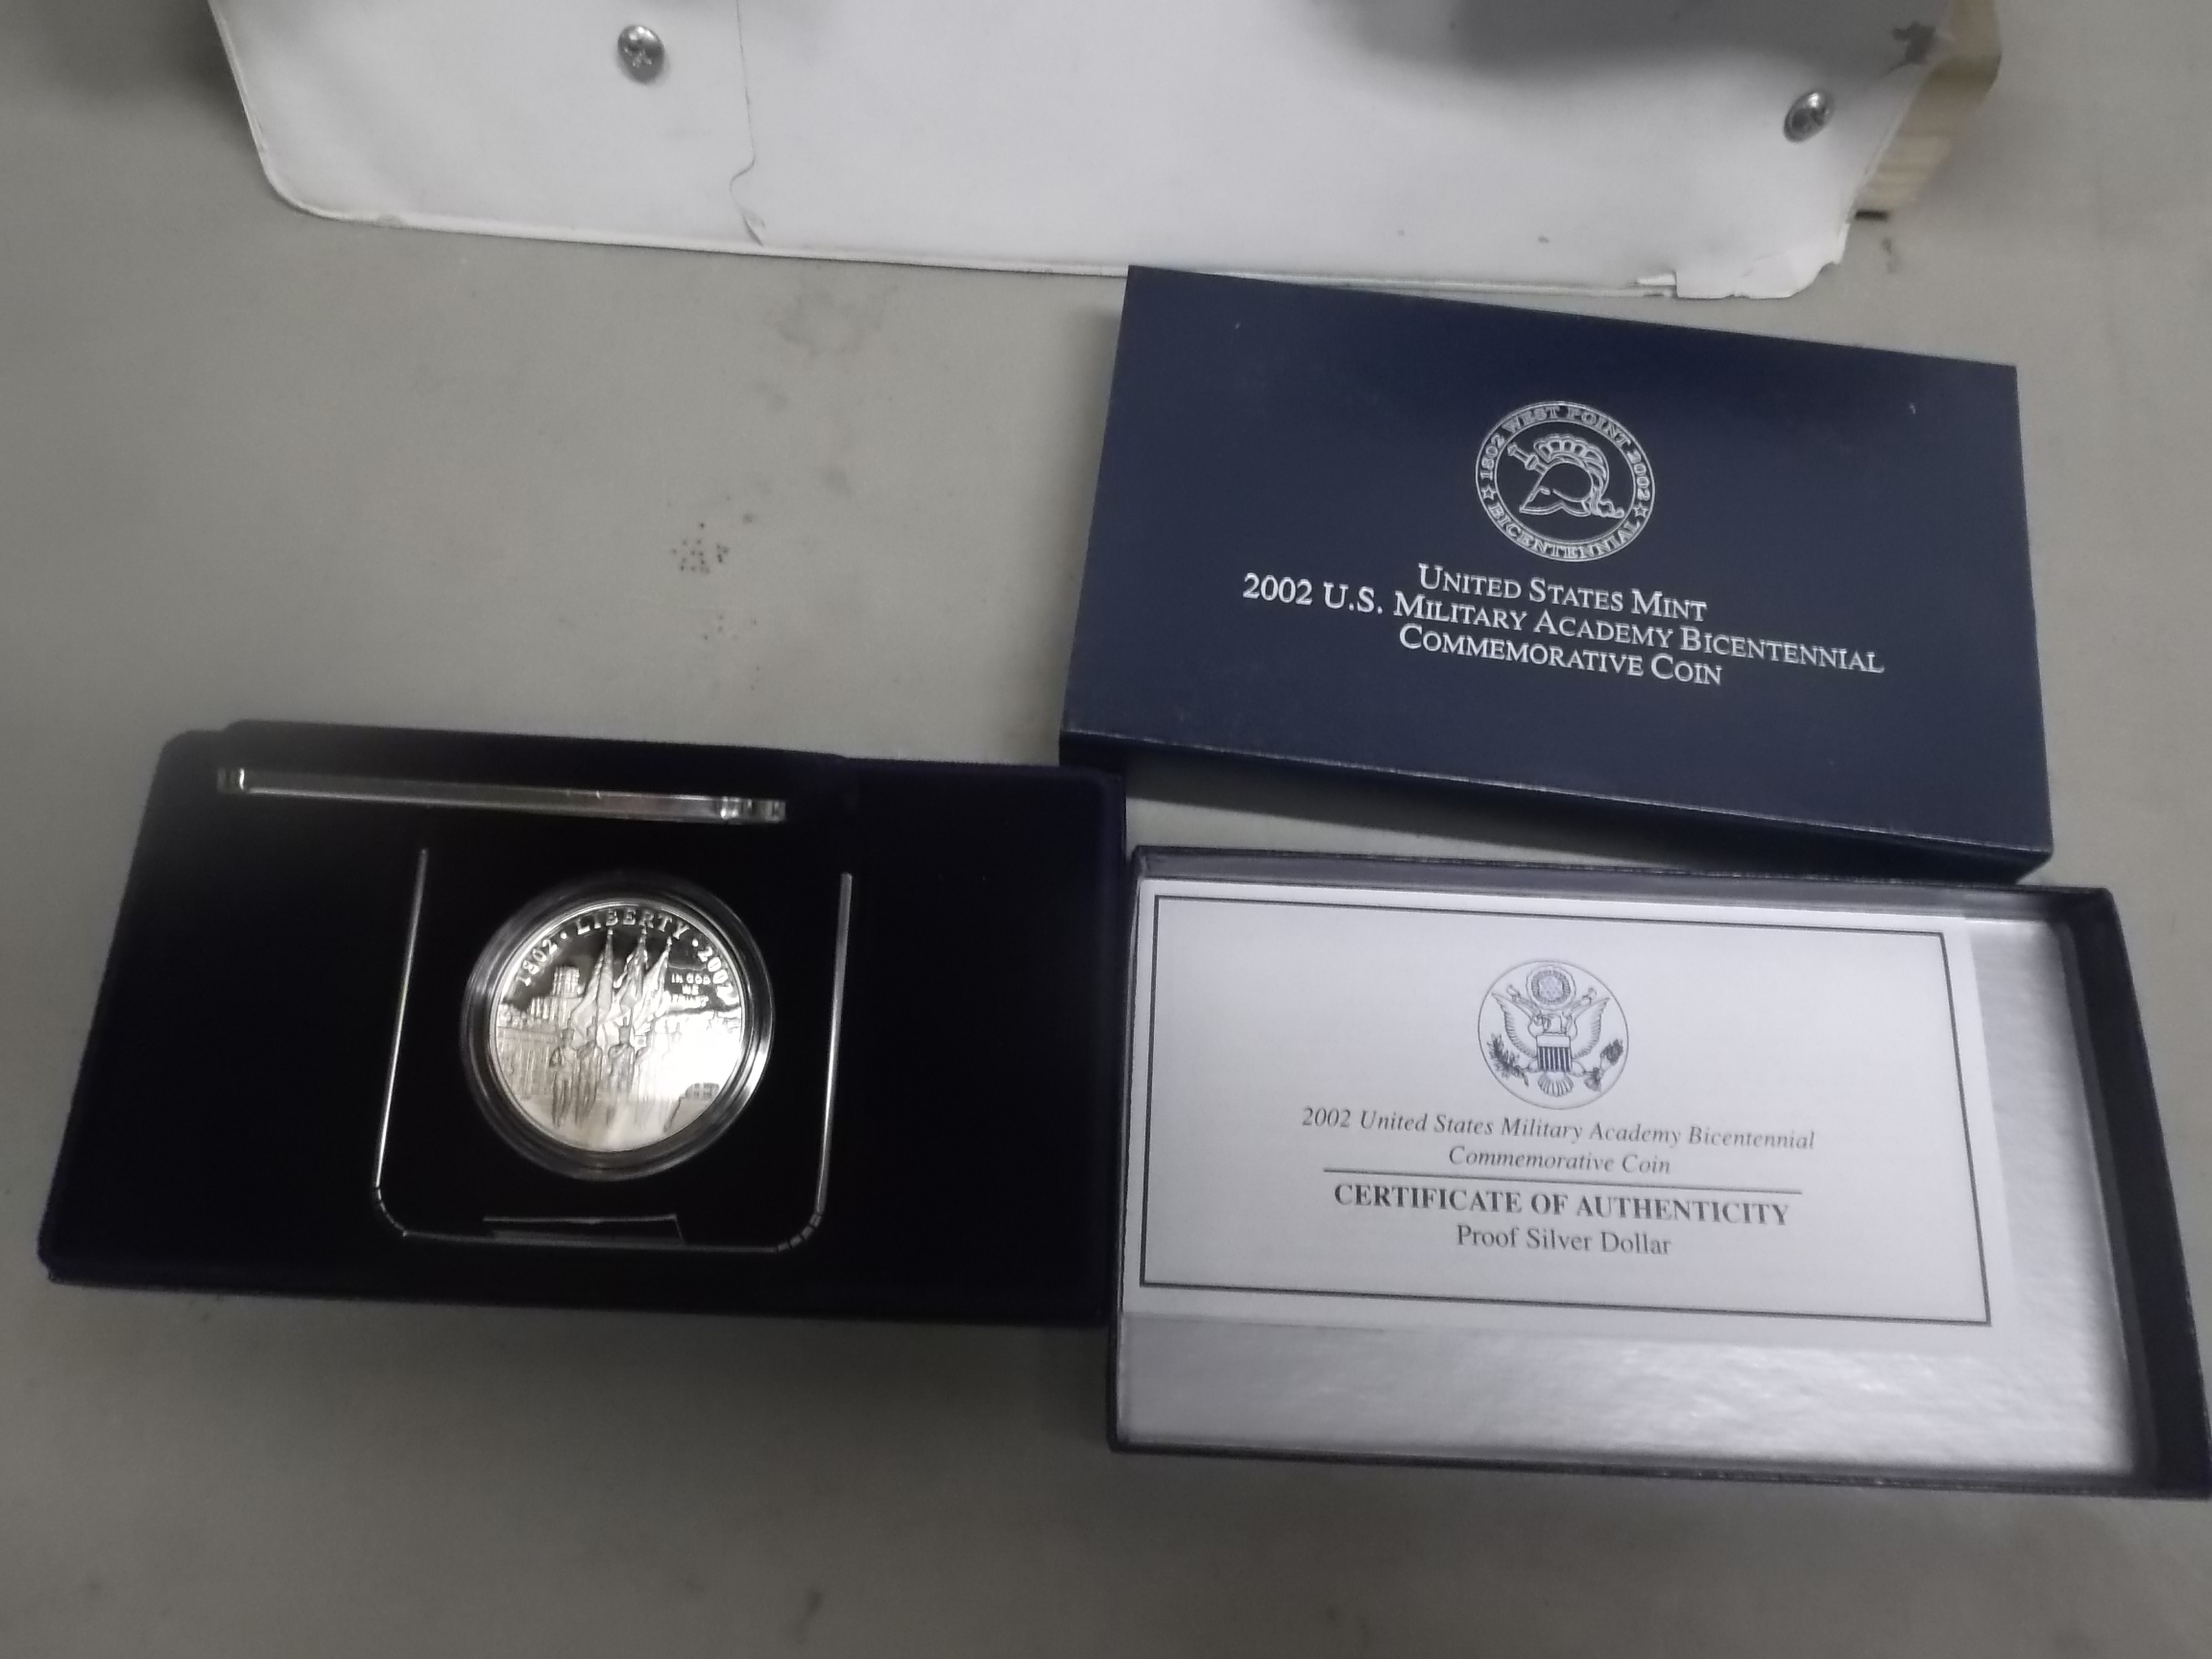 1802 WEST POINT 2002
BICENTENNIAL
UNITED STATES MINT
2002 U.S. MILITARY ACADEMY BICENTENNIAL
COMMEMORATIVE COIN
1802 · LIBERTY · 2002
IN GOD
WE
TRUST
2002 United States Military Academy Bicentennial
Commemorative Coin
CERTIFICATE OF AUTHENTICITY
Proof Silver Dollar